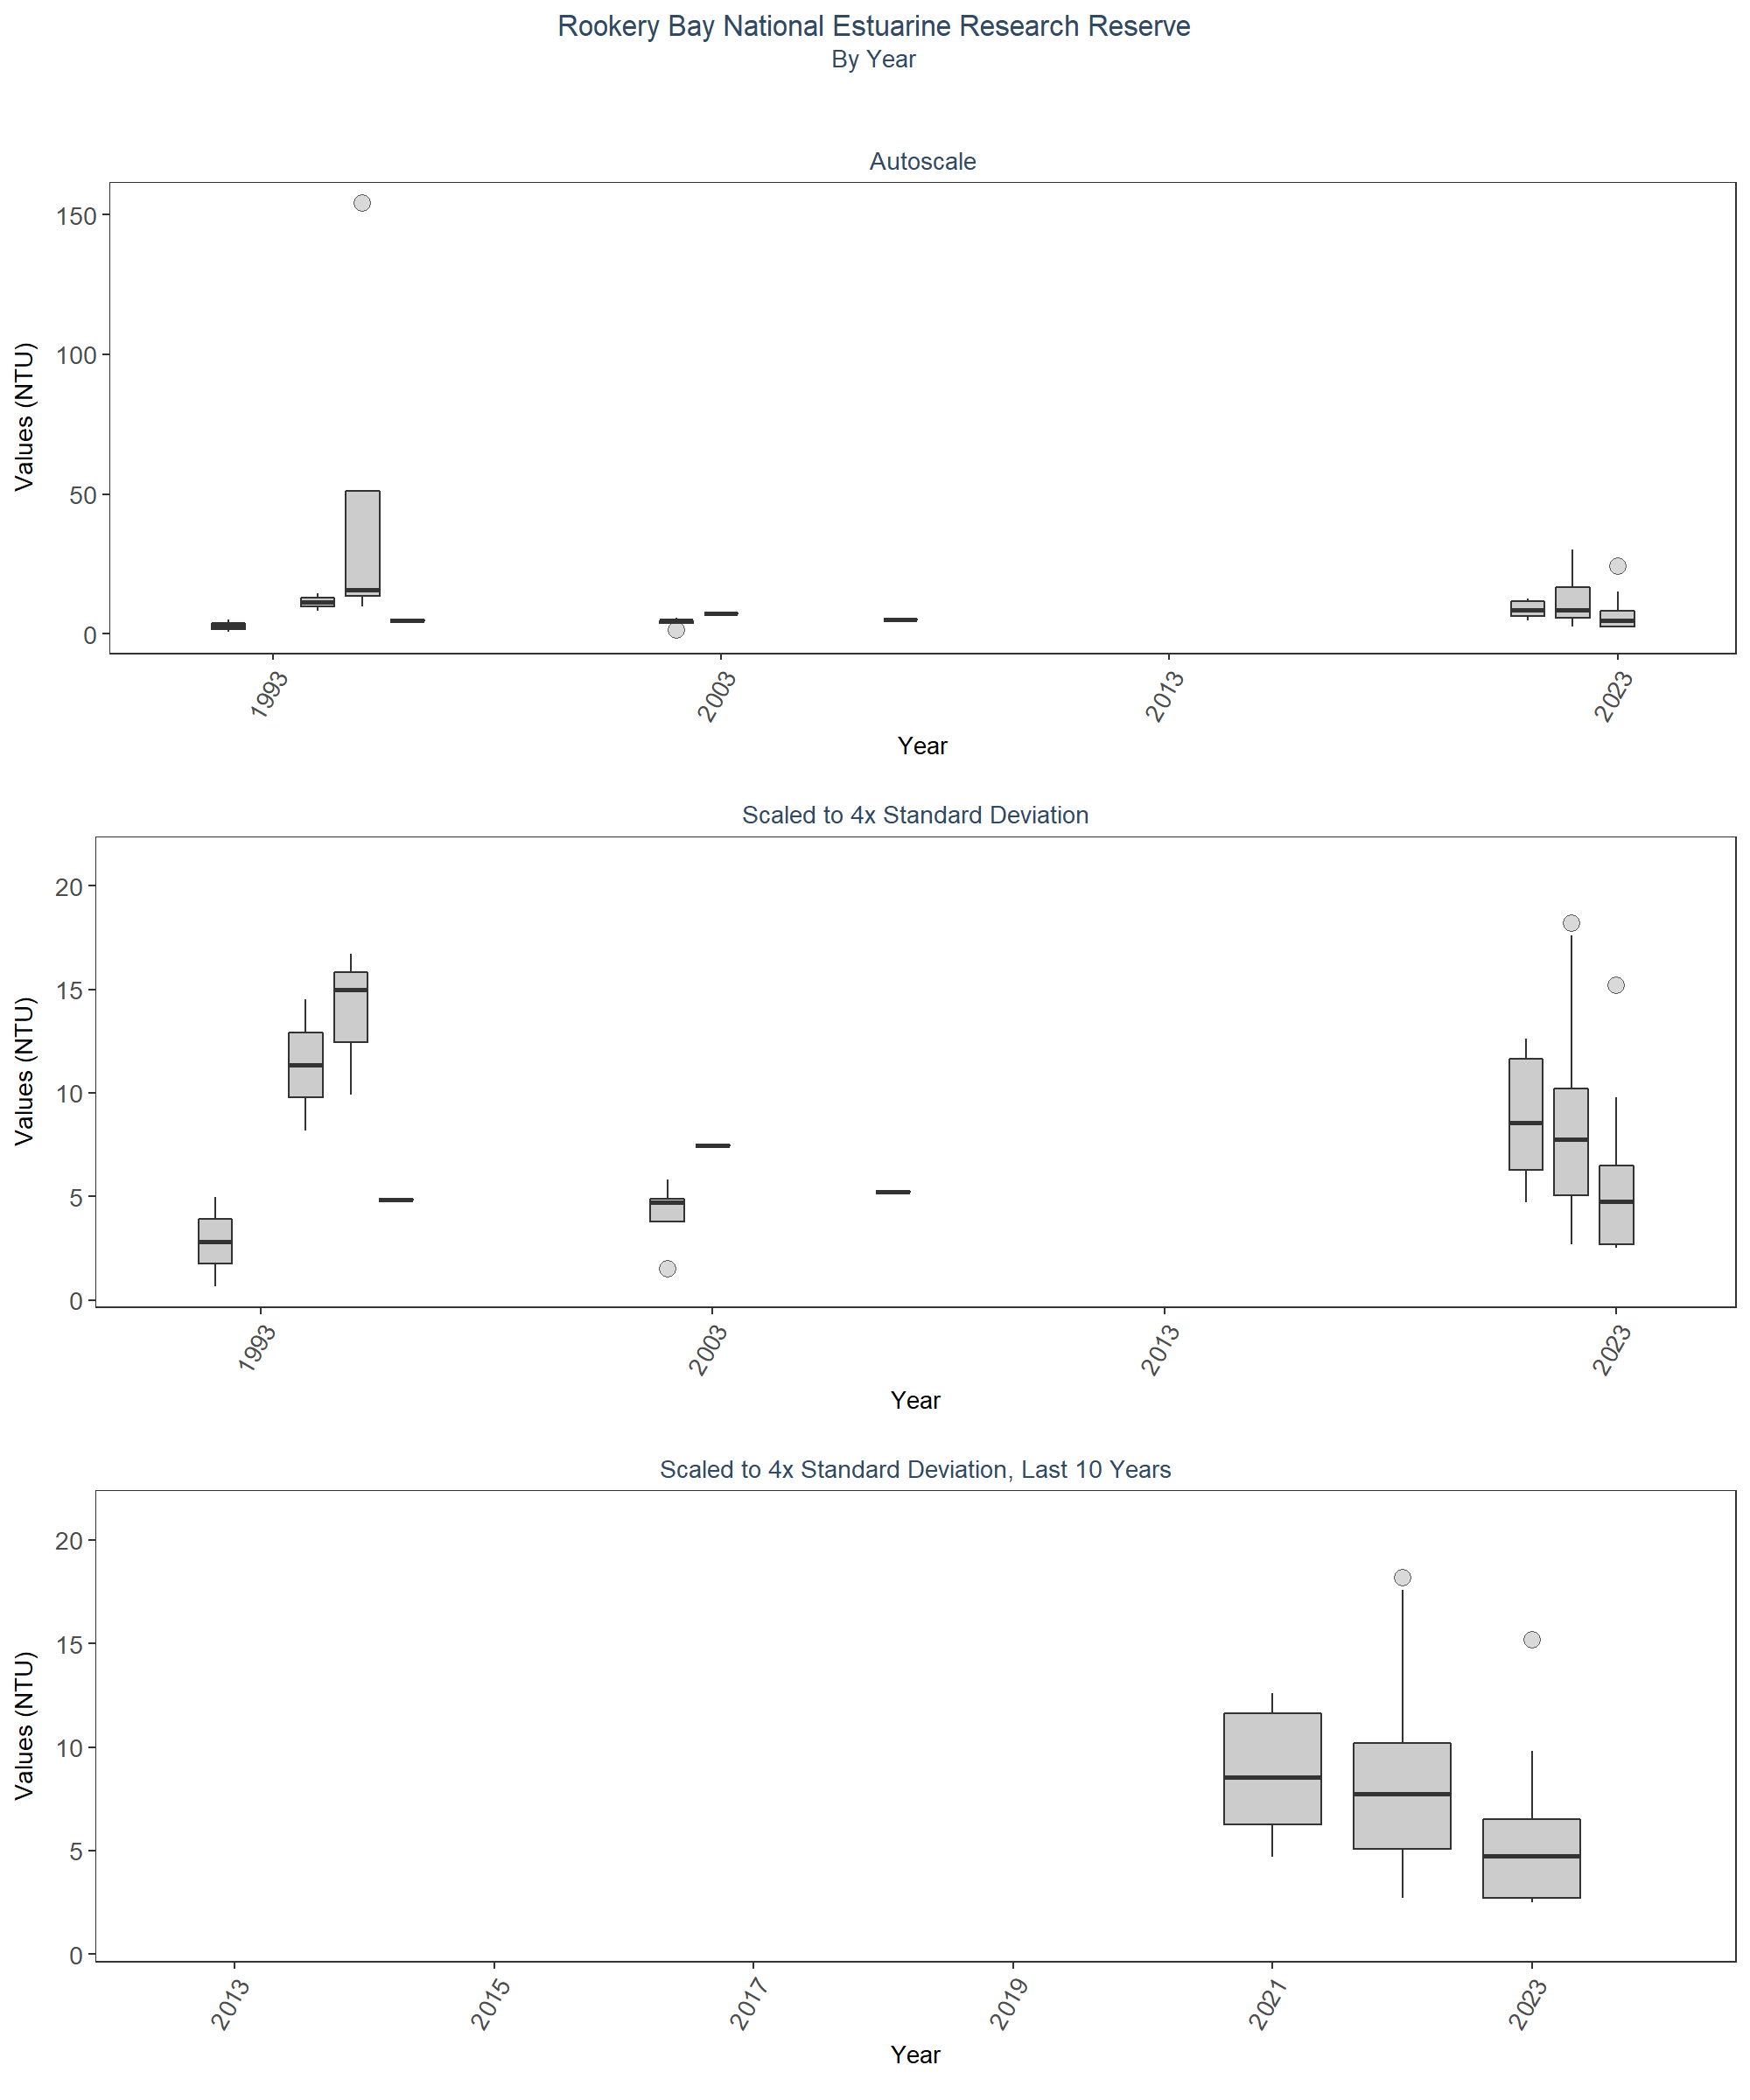 Rookery Bay National Estuarine Research Reserve
By Year
Autoscale
Values (NTU)
150
100
50
0
1993
2003
2013
2023
Year
Scaled to 4x Standard Deviation
Values (NTU)
20
15
10
5
0
1993
2003
2013
2023
Year
Scaled to 4x Standard Deviation, Last 10 Years
Values (NTU)
20
15
10
5
0
2013
2015
2017
2019
2021
2023
Year